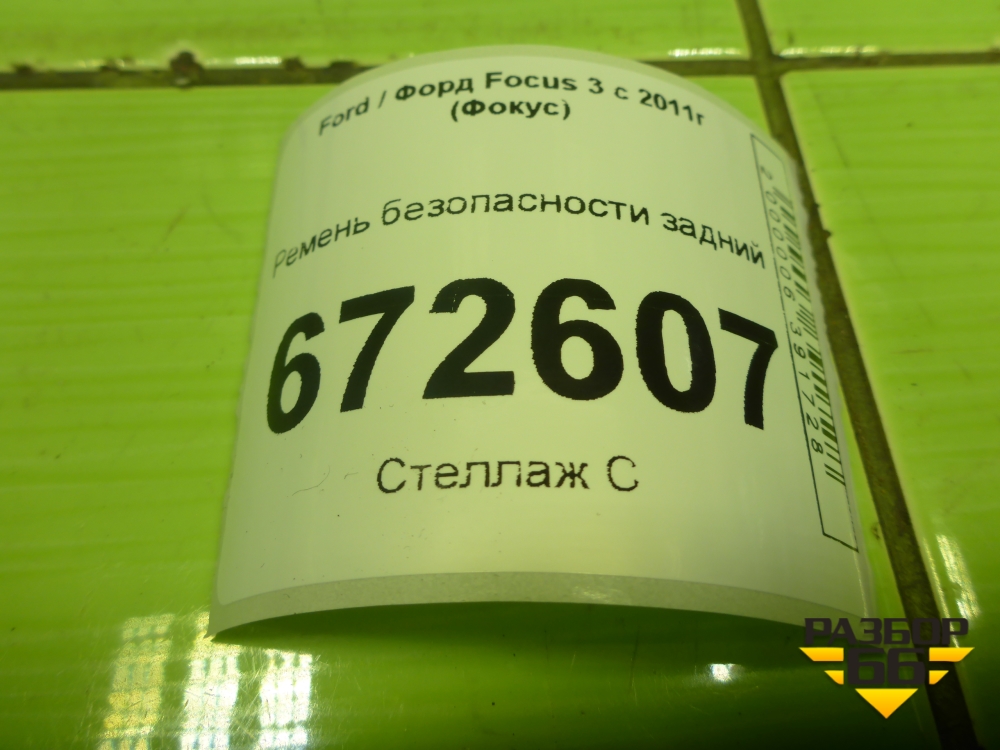 Ford / Форд Focus 3 с 2011г
(Фокус)
Ремень безопасности задний
672607
Стеллаж С
2000006391728
РАЗБОР
66